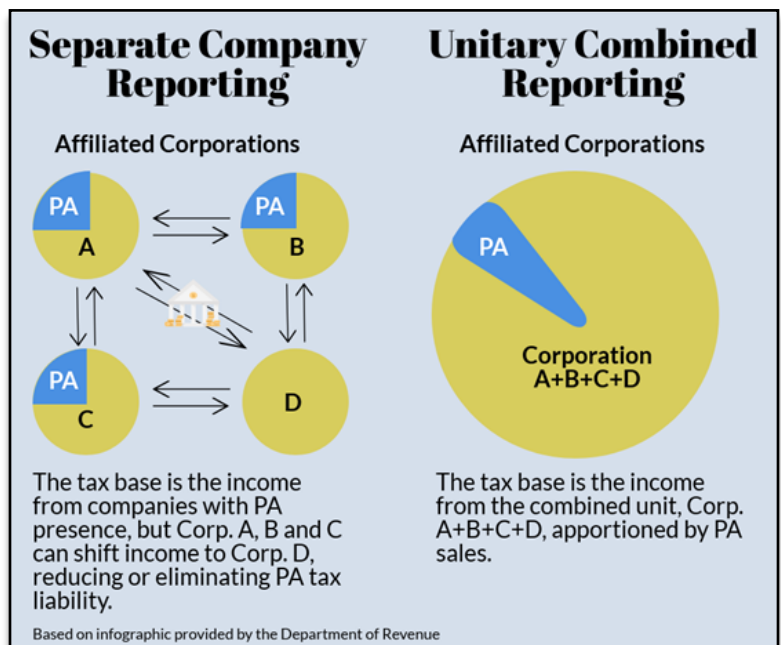 Separate Company
Reporting
Affiliated Corporations
PA
A
PA
B
PA
C
D
The tax base is the income
from companies with PA
presence, but Corp. A, B and C
can shift income to Corp. D,
reducing or eliminating PA tax
liability.
Unitary Combined
Reporting
Affiliated Corporations
PA
Corporation
A+B+C+D
The tax base is the income
from the combined unit, Corp.
A+B+C+D, apportioned by PA
sales.
Based on infographic provided by the Department of Revenue